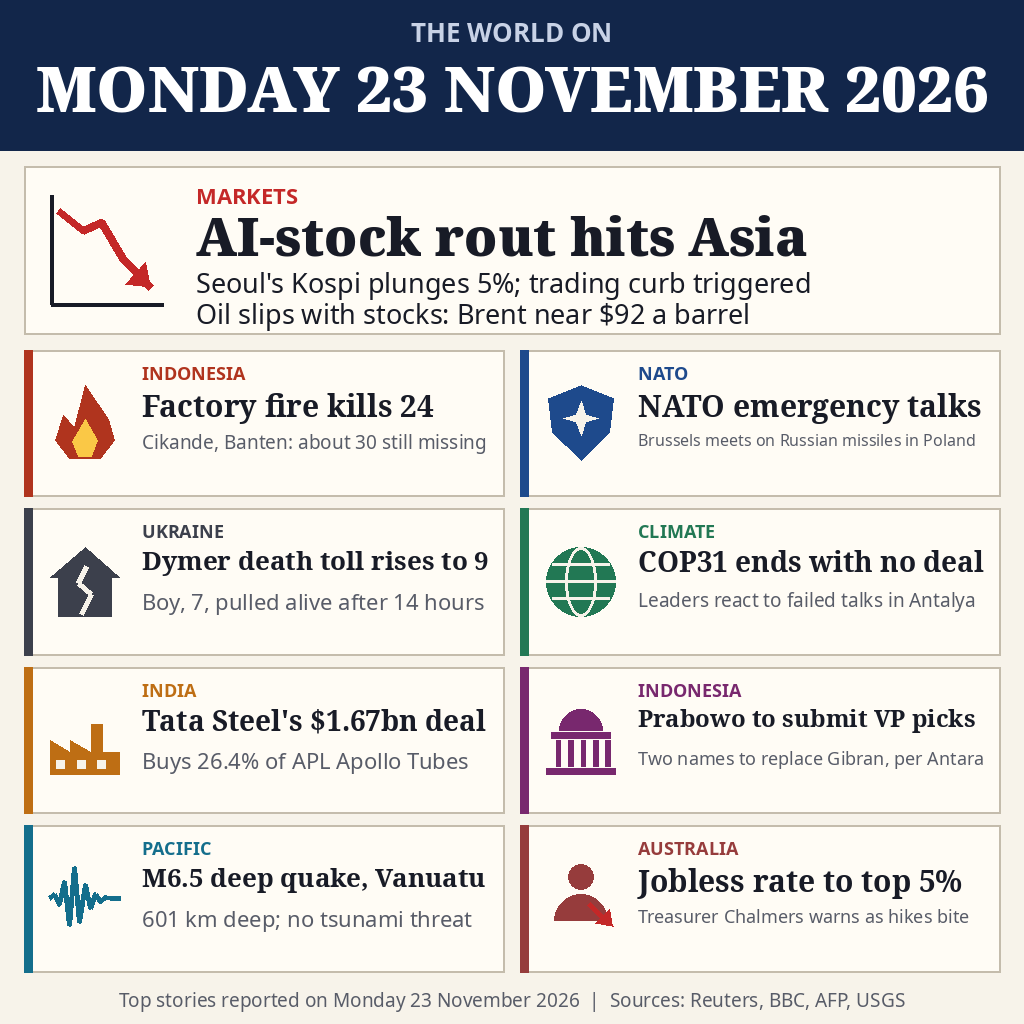 THE WORLD ON
MONDAY 23 NOVEMBER 2026
MARKETS
AI-stock rout hits Asia
Seoul's Kospi plunges 5%; trading curb triggered
Oil slips with stocks: Brent near $92 a barrel
INDONESIA
Factory fire kills 24
Cikande, Banten: about 30 still missing
NATO
NATO emergency talks
Brussels meets on Russian missiles in Poland
UKRAINE
Dymer death toll rises to 9
Boy, 7, pulled alive after 14 hours
CLIMATE
COP31 ends with no deal
Leaders react to failed talks in Antalya
INDIA
Tata Steel's $1.67bn deal
Buys 26.4% of APL Apollo Tubes
INDONESIA
Prabowo to submit VP picks
Two names to replace Gibran, per Antara
PACIFIC
M6.5 deep quake, Vanuatu
601 km deep; no tsunami threat
AUSTRALIA
Jobless rate to top 5%
Treasurer Chalmers warns as hikes bite
Top stories reported on Monday 23 November 2026 | Sources: Reuters, BBC, AFP, USGS